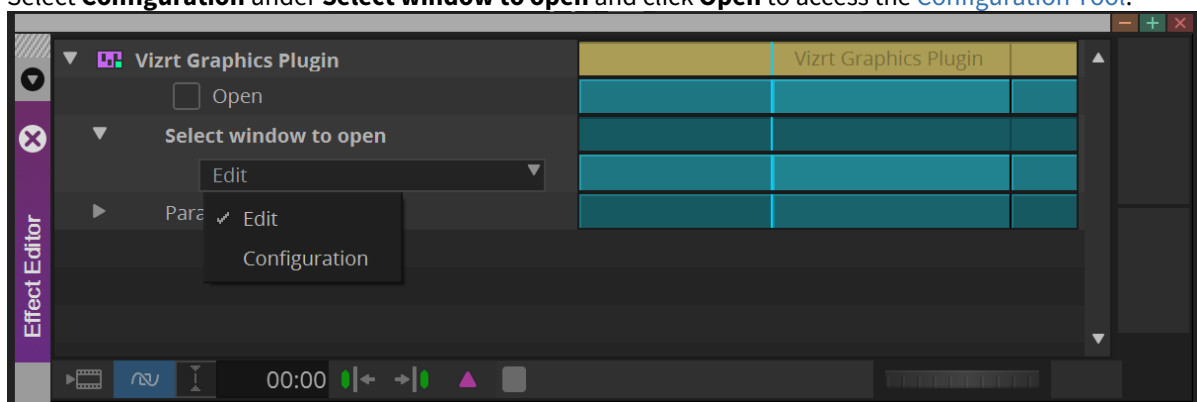 Select Configuration under Select window to open and click Open to access the Configuration Tool.
Vizrt Graphics Plugin
Vizrt Graphics Plugin
Open
Select window to open
Edit
Para
Edit
Configuration
Effect Editor
00:00